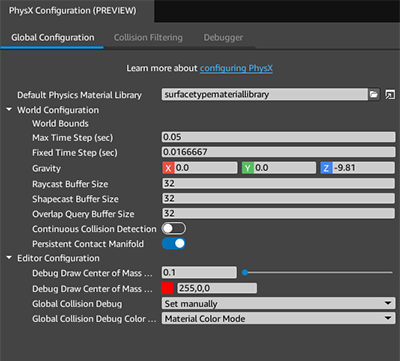 PhysX Configuration (PREVIEW)
Global Configuration Collision Filtering Debugger
Learn more about configuring PhysX
Default Physics Material Library surfacetypemateriallibrary
World Configuration
World Bounds
Max Time Step (sec) 0.05
Fixed Time Step (sec) 0.0166667
Gravity X 0.0 Y 0.0 Z -9.81
Raycast Buffer Size 32
Shapecast Buffer Size 32
Overlap Query Buffer Size 32
Continuous Collision Detection
Persistent Contact Manifold
Editor Configuration
Debug Draw Center of Mass ... 0.1
Debug Draw Center of Mass ... 255,0,0
Global Collision Debug Set manually
Global Collision Debug Color ... Material Color Mode